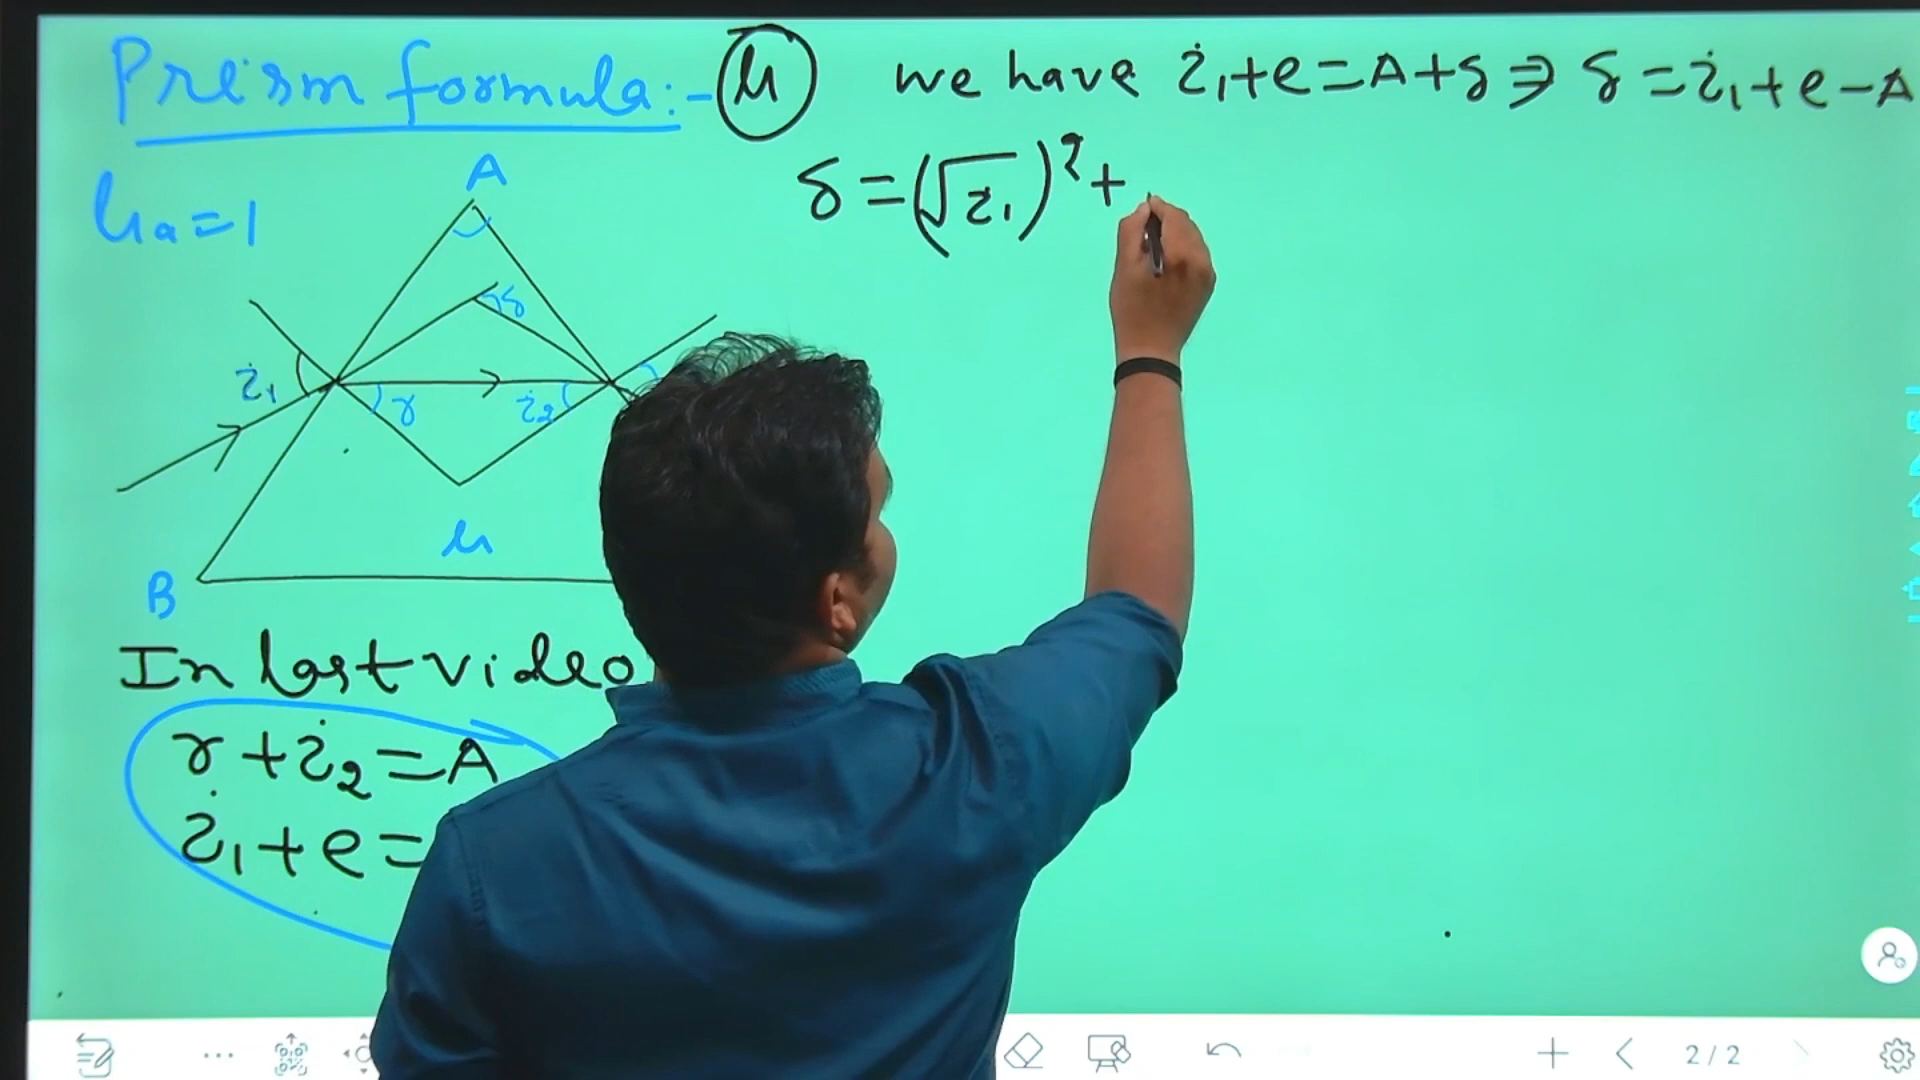 Prism formula:- μ
μa=1
A
δ
i1
r
i2
μ
B
In last video
r+i2=A
i1+e=
we have i1+e=A+δ⇒δ=i1+e-A
δ=(√i1)²+
2/2